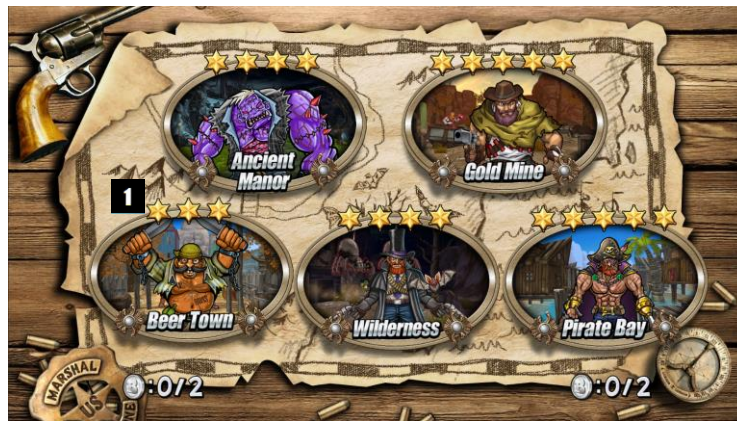 Ancient
Manor
Gold Mine
1
Beer Town
Wilderness
Pirate Bay
MARSHAL
US
:0/2
:0/2